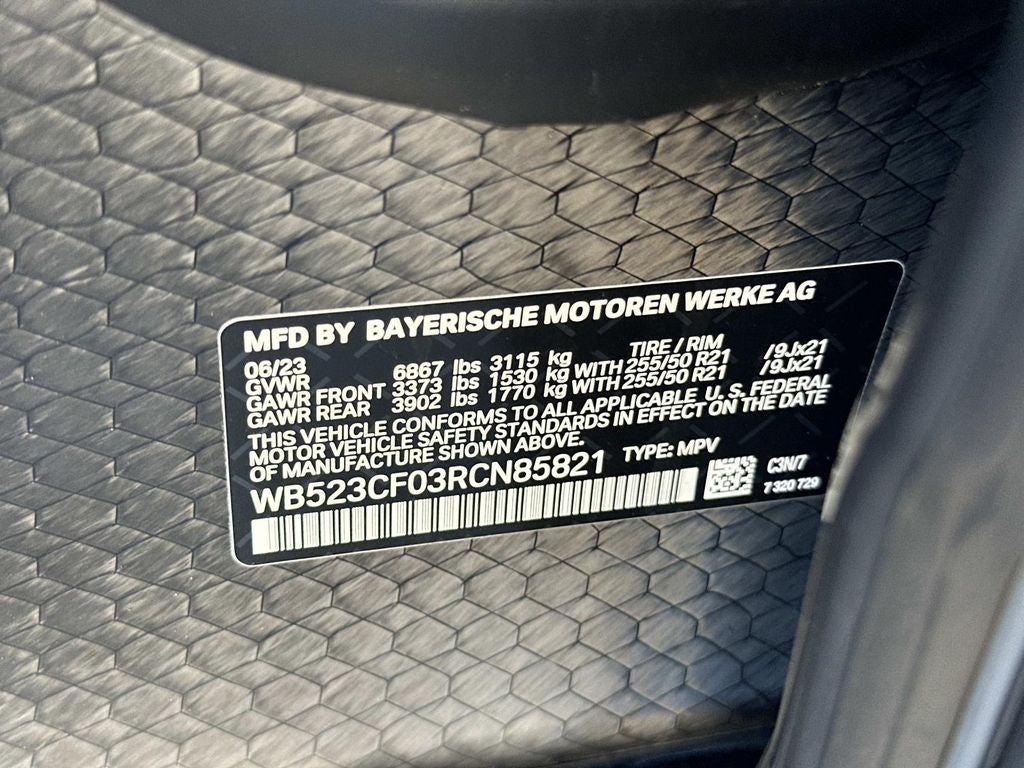 MFD BY BAYERISCHE MOTOREN WERKE AG
06/23 TIRE / RIM
GVWR 6867 lbs 3115 kg
GAWR FRONT 3373 lbs 1530 kg WITH 255/50 R21 /9Jx21
GAWR REAR 3902 lbs 1770 kg WITH 255/50 R21 /9Jx21
THIS VEHICLE CONFORMS TO ALL APPLICABLE U. S. FEDERAL
MOTOR VEHICLE SAFETY STANDARDS IN EFFECT ON THE DATE
OF MANUFACTURE SHOWN ABOVE.
TYPE: MPV
WB523CF03RCN85821
C3N/7
7 320 729